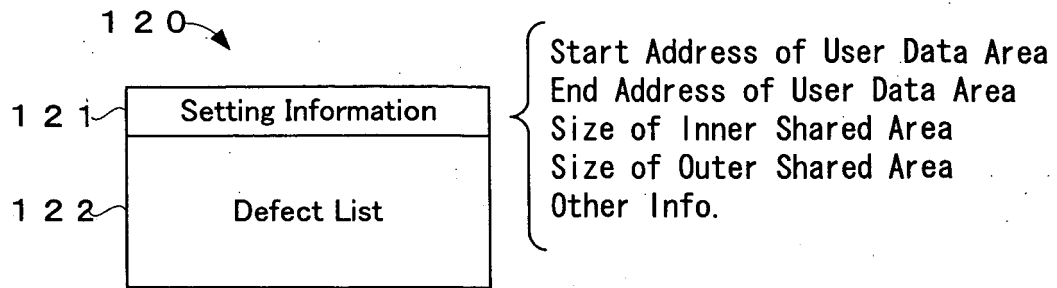 120
121
Setting Information
122
Defect List
Start Address of User Data Area
End Address of User Data Area
Size of Inner Shared Area
Size of Outer Shared Area
Other Info.